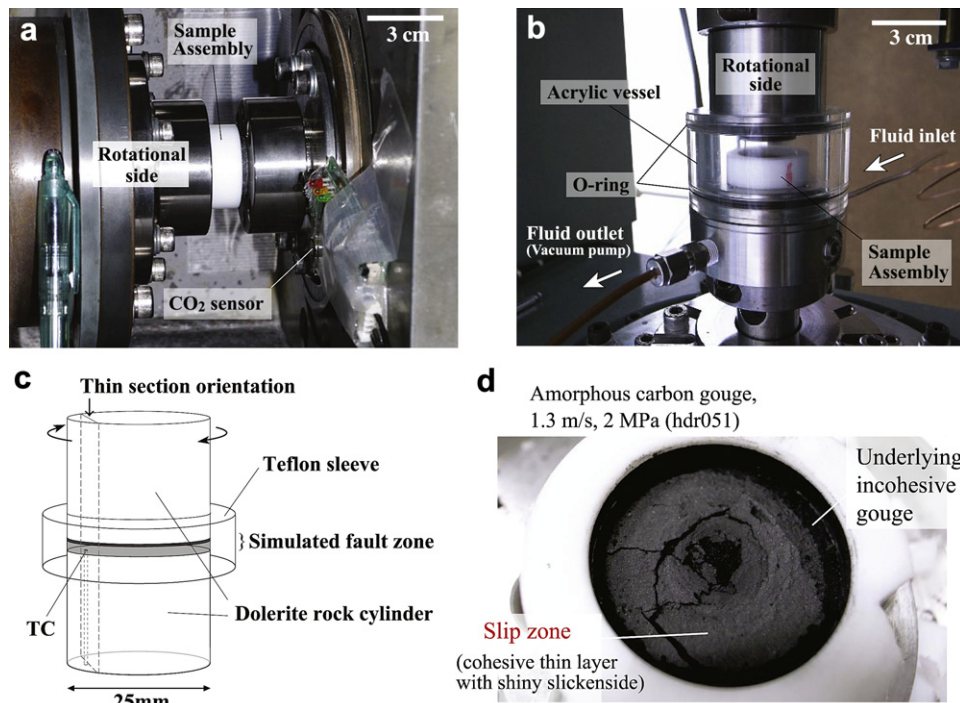 a
Sample
Assembly
3 cm
Rotational
side
CO₂ sensor
b
3 cm
Rotational
side
Acrylic vessel
Fluid inlet
O-ring
Fluid outlet
(Vacuum pump)
Sample
Assembly
c
Thin section orientation
Teflon sleeve
Simulated fault zone
TC
Dolerite rock cylinder
25mm
d
Amorphous carbon gouge,
1.3 m/s, 2 MPa (hdr051)
Underlying
incohesive
gouge
Slip zone
(cohesive thin layer
with shiny slickenside)